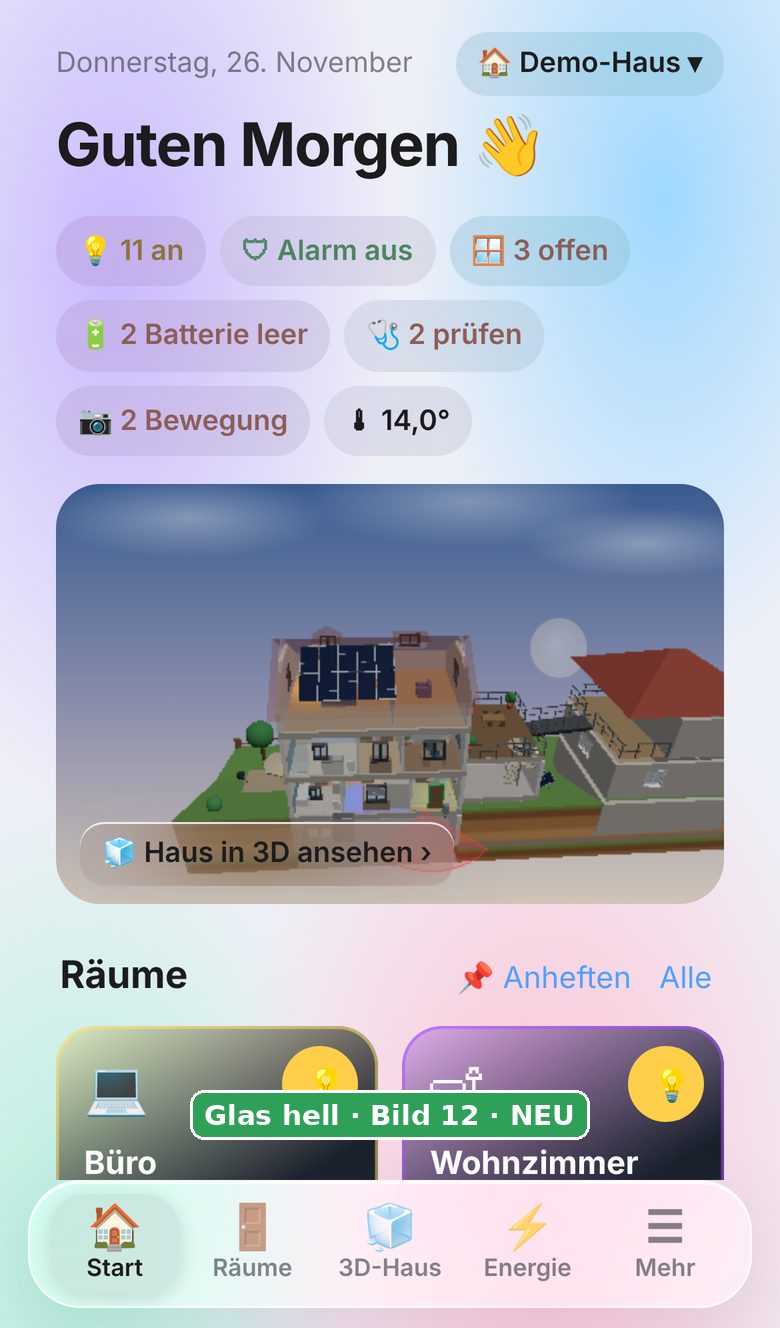 Donnerstag, 26. November
🏠 Demo-Haus ▾
Guten Morgen 👋
💡 11 an
🛡 Alarm aus
🪟 3 offen
🔋 2 Batterie leer
🩺 2 prüfen
📷 2 Bewegung
🌡 14,0°
🧊 Haus in 3D ansehen ›
Räume
📌 Anheften
Alle
Glas hell · Bild 12 · NEU
Büro
Wohnzimmer
Start
Räume
3D-Haus
Energie
Mehr